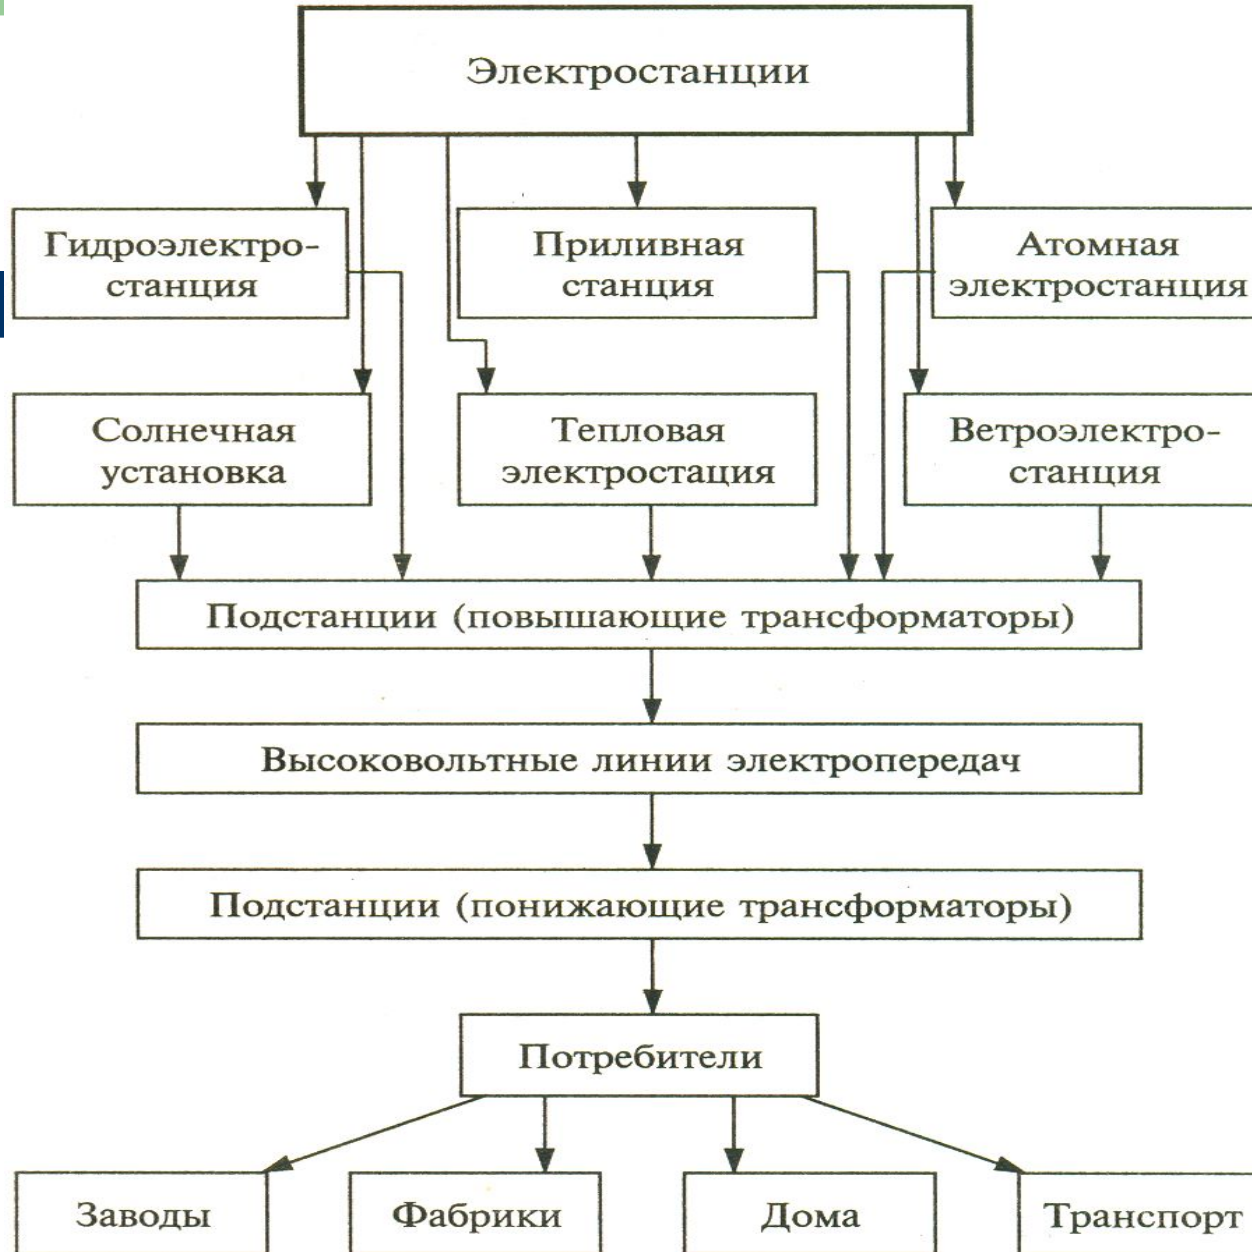 Электростанции
Гидроэлектро-
станция
Приливная
станция
Атомная
электростанция
Солнечная
установка
Тепловая
электростация
Ветроэлектро-
станция
Подстанции (повышающие трансформаторы)
Высоковольтные линии электропередач
Подстанции (понижающие трансформаторы)
Потребители
Заводы
Фабрики
Дома
Транспорт